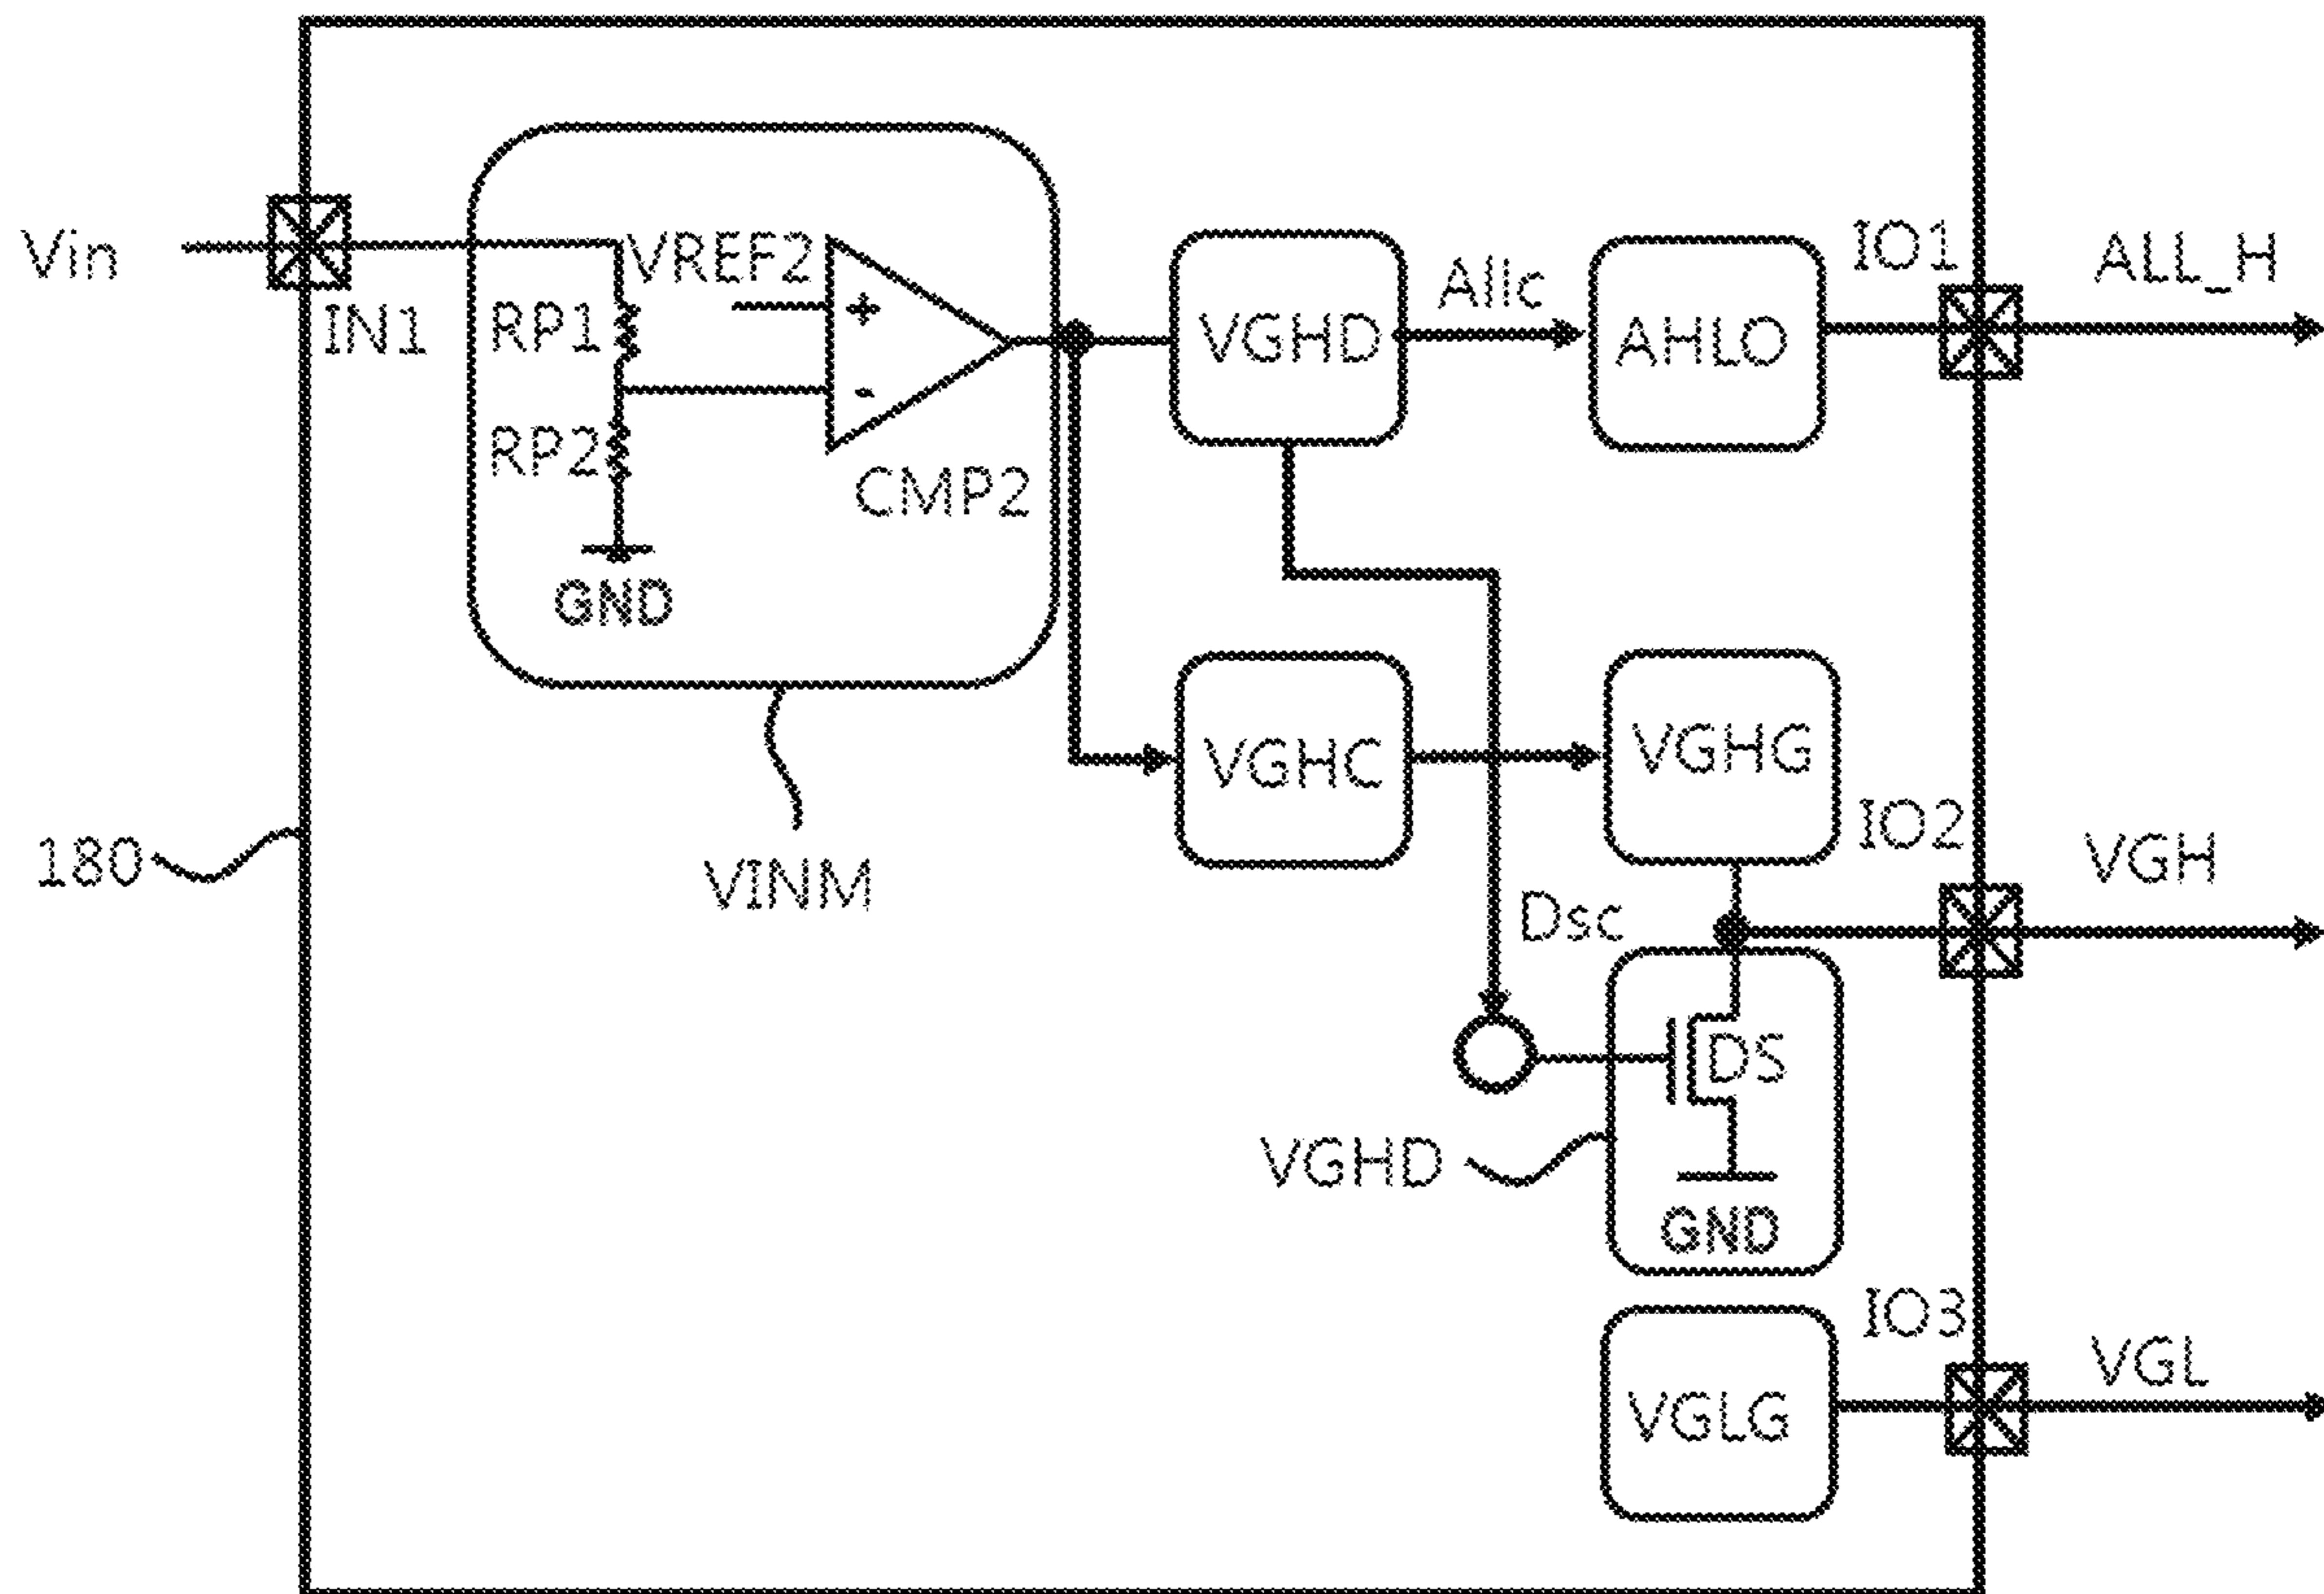 Vin
IN1
VREF2
+
-
RP1
RP2
CMP2
GND
VINM
180
VGHD
Allc
AHLO
IO1
ALL_H
VGHC
VGHG
IO2
VGH
Dsc
DS
VGHD
GND
IO3
VGLG
VGL